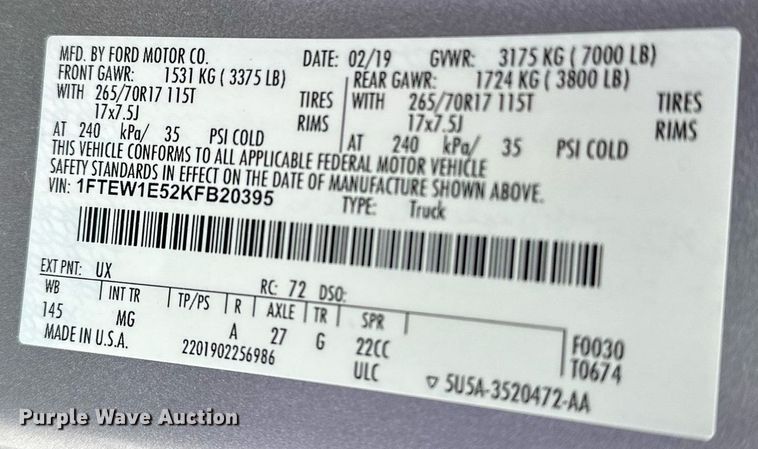 MFD. BY FORD MOTOR CO. DATE: 02/19 GVWR: 3175 KG ( 7000 LB)
FRONT GAWR: 1531 KG ( 3375 LB) REAR GAWR: 1724 KG ( 3800 LB)
WITH 265/70R17 115T TIRES WITH 265/70R17 115T TIRES
17x7.5J RIMS 17x7.5J RIMS
AT 240 kPa/ 35 PSI COLD AT 240 kPa/ 35 PSI COLD
THIS VEHICLE CONFORMS TO ALL APPLICABLE FEDERAL MOTOR VEHICLE
SAFETY STANDARDS IN EFFECT ON THE DATE OF MANUFACTURE SHOWN ABOVE.
VIN: 1FTEW1E52KFB20395 TYPE: Truck
EXT PNT: UX RC: 72 DSO:
WB INT TR TP/PS R AXLE TR SPR
145 MG A 27 G 22CC F0030
MADE IN U.S.A. 2201902256986 ULC T0674
5U5A-3520472-AA
Purple Wave Auction